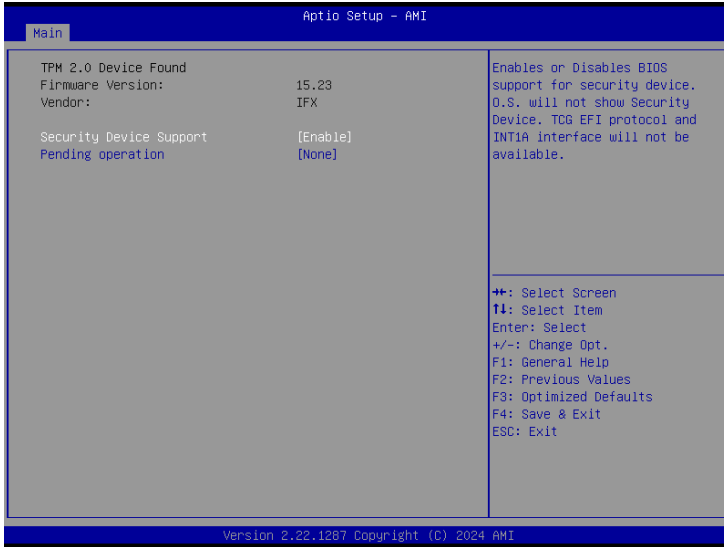 Aptio Setup - AMI
Main
TPM 2.0 Device Found
Firmware Version: 15.23
Vendor: IFX
Security Device Support [Enable]
Pending operation [None]
Enables or Disables BIOS
support for security device.
O.S. will not show Security
Device. TCG EFI protocol and
INT1A interface will not be
available.
→←: Select Screen
↑↓: Select Item
Enter: Select
+/-: Change Opt.
F1: General Help
F2: Previous Values
F3: Optimized Defaults
F4: Save & Exit
ESC: Exit
Version 2.22.1287 Copyright (C) 2024 AMI